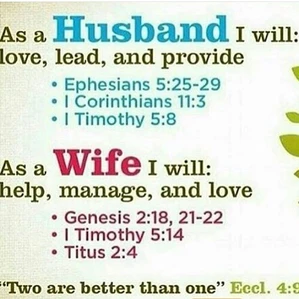 As a Husband I will:
love, lead, and provide
• Ephesians 5:25-29
• I Corinthians 11:3
• I Timothy 5:8
As a Wife I will:
help, manage, and love
• Genesis 2:18, 21-22
• I Timothy 5:14
• Titus 2:4
"Two are better than one" Eccl. 4:9